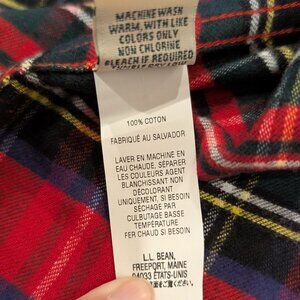 MACHINE WASH
WARM, WITH LIKE
COLORS ONLY
NON CHLORINE
BLEACH IF REQUIRED
100% COTON
FABRIQUÉ AU SALVADOR
LAVER EN MACHINE EN
EAU CHAUDE, SÉPARER
LES COULEURS.
BLANCHISSEUR NON
DÉCOLORANT
UNIQUEMENT, SI BESOIN
SÉCHAGE PAR
CULBUTAGE BASSE
TEMPÉRATURE
FER CHAUD SI BESOIN
L.L. BEAN,
FREEPORT, MAINE
04033 ÉTATS-UNIS